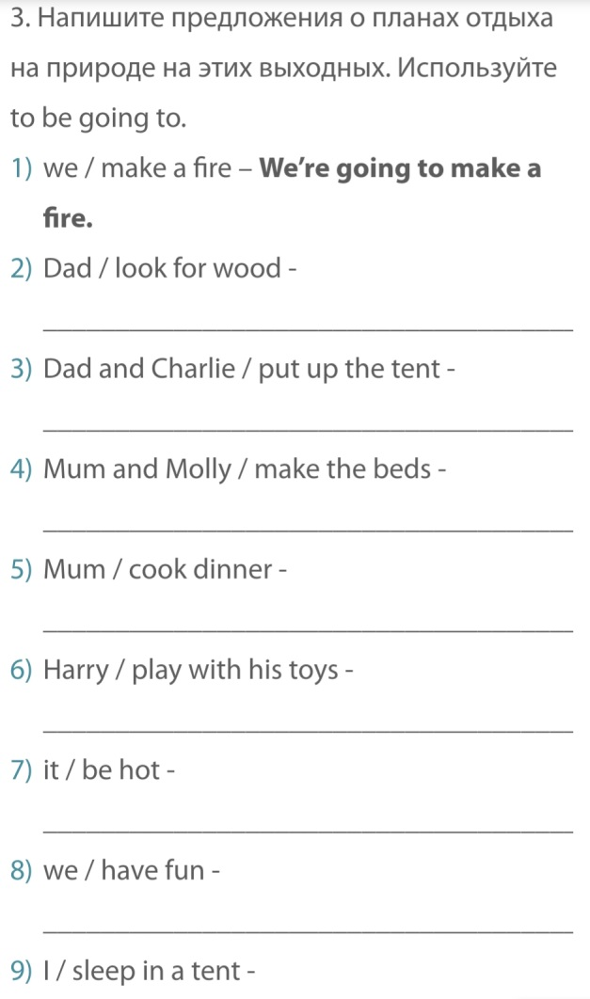 3. Напишите предложения о планах отдыха
на природе на этих выходных. Используйте
to be going to.
1) we / make a fire – We’re going to make a
fire.
2) Dad / look for wood -
3) Dad and Charlie / put up the tent -
4) Mum and Molly / make the beds -
5) Mum / cook dinner -
6) Harry / play with his toys -
7) it / be hot -
8) we / have fun -
9) I / sleep in a tent -